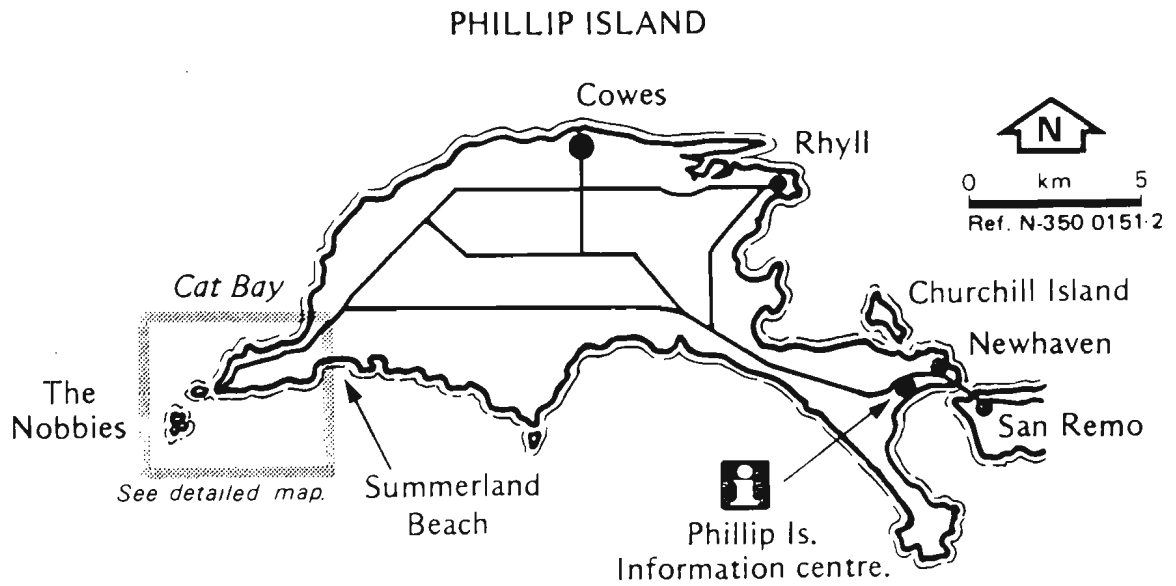 PHILLIP ISLAND
Cowes
Rhyll
N
0 km 5
Ref. N-350 0151·2
Cat Bay
Churchill Island
Newhaven
The
Nobbies
San Remo
See detailed map.
Summerland
Beach
i
Phillip Is.
Information centre.